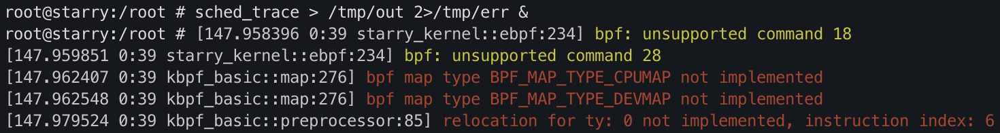 root@starry:/root # sched_trace > /tmp/out 2>/tmp/err &
root@starry:/root # [147.958396 0:39 starry_kernel::ebpf:234] bpf: unsupported command 18
[147.959851 0:39 starry_kernel::ebpf:234] bpf: unsupported command 28
[147.962407 0:39 kbpf_basic::map:276] bpf map type BPF_MAP_TYPE_CPUMAP not implemented
[147.962548 0:39 kbpf_basic::map:276] bpf map type BPF_MAP_TYPE_DEVMAP not implemented
[147.979524 0:39 kbpf_basic::preprocessor:85] relocation for ty: 0 not implemented, instruction index: 6